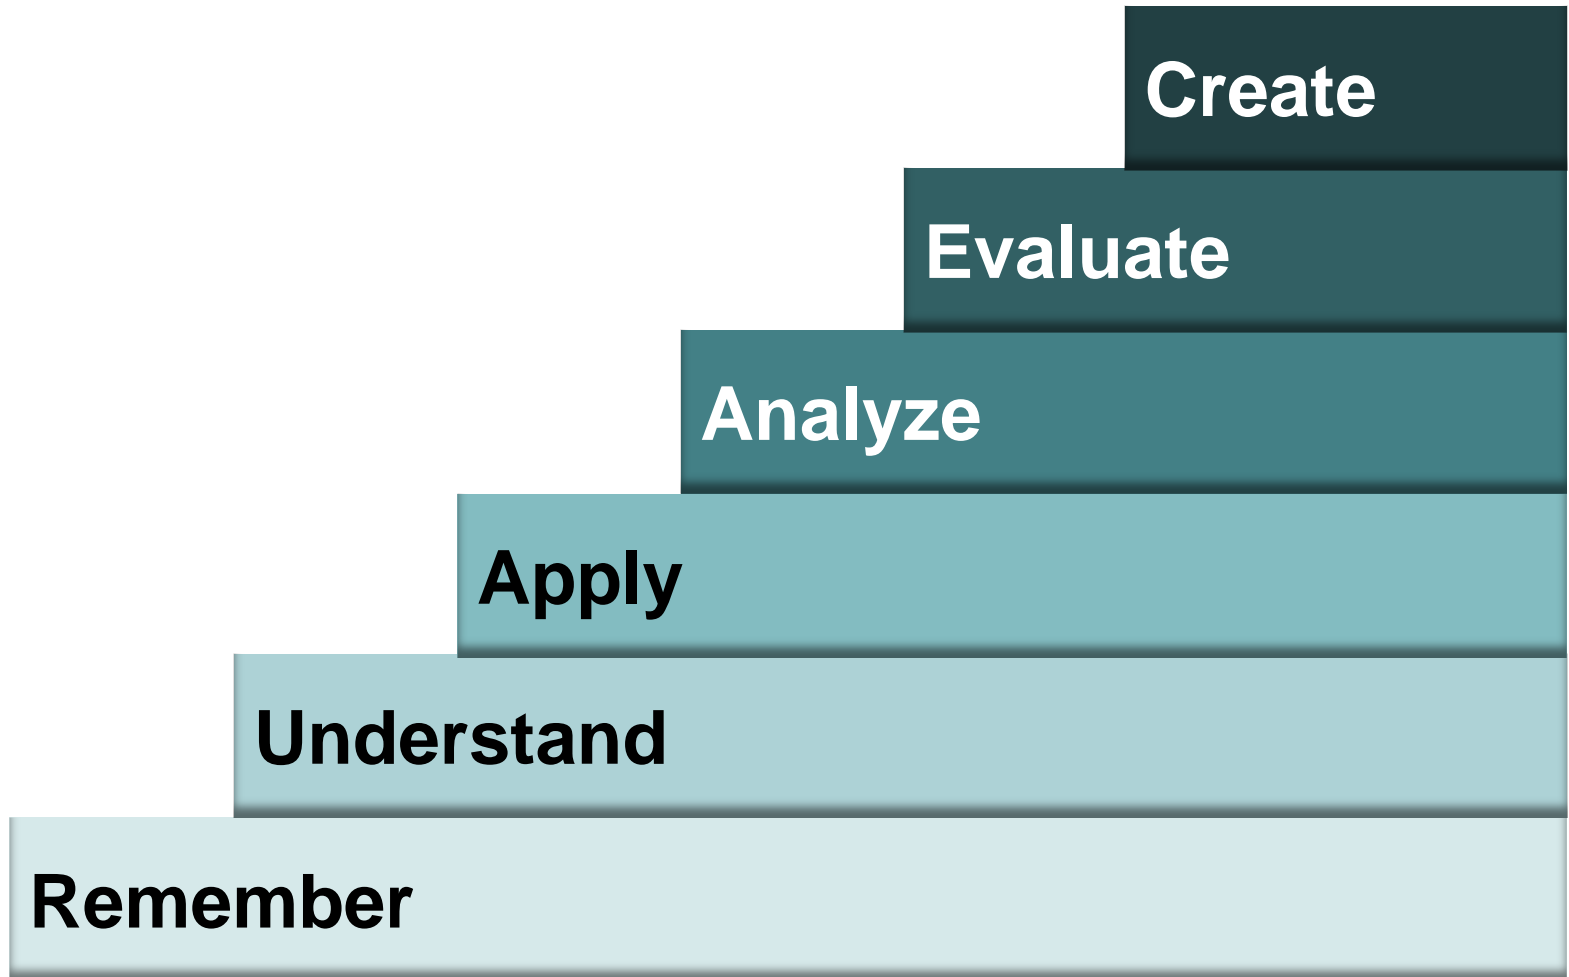 Create
Evaluate
Analyze
Apply
Understand
Remember